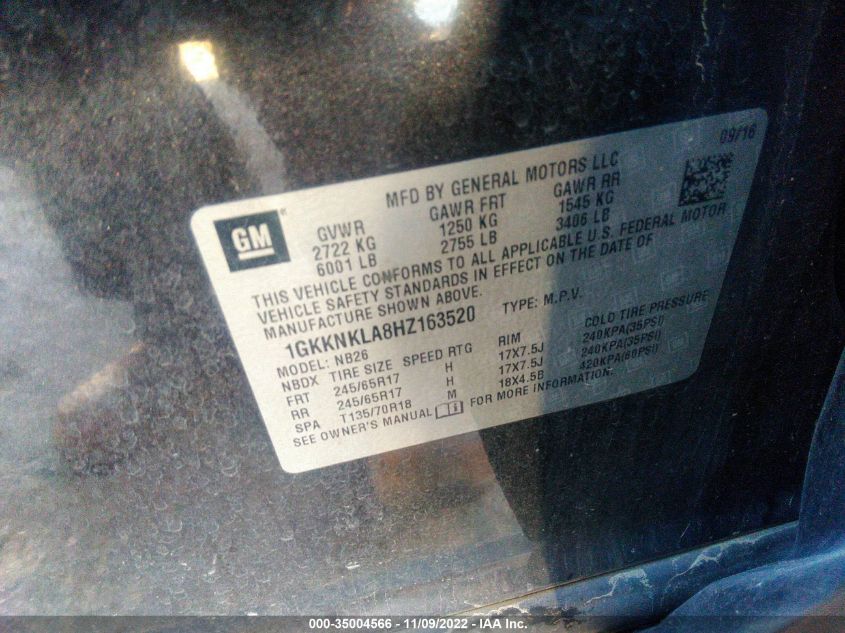 09/16
MFD BY GENERAL MOTORS LLC
GM®
GVWR GAWR FRT GAWR RR
2722 KG 1250 KG 1545 KG
6001 LB 2755 LB 3406 LB
THIS VEHICLE CONFORMS TO ALL APPLICABLE U.S. FEDERAL MOTOR
VEHICLE SAFETY STANDARDS IN EFFECT ON THE DATE OF
MANUFACTURE SHOWN ABOVE.
1GKKNKLA8HZ163520 TYPE: M.P.V.
MODEL: NB26
NBDX TIRE SIZE SPEED RTG RIM COLD TIRE PRESSURE
FRT 245/65R17 H 17X7.5J 240KPA(35PSI)
RR 245/65R17 H 17X7.5J 240KPA(35PSI)
SPA T135/70R18 M 18X4.5B 420KPA(60PSI)
SEE OWNER'S MANUAL i FOR MORE INFORMATION.
000-35004566 - 11/09/2022 - IAA Inc.